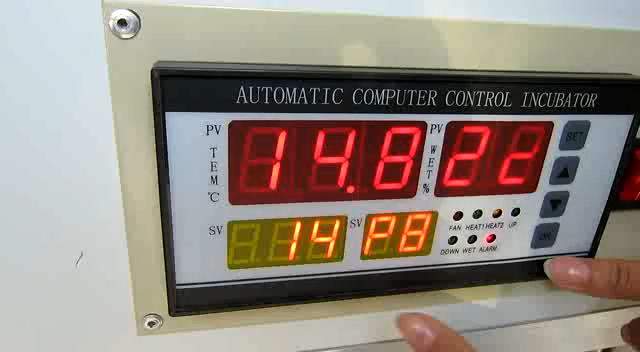 AUTOMATIC COMPUTER CONTROL INCUBATOR
PV TEM °C 14.8
PV WET % 2c
SV 14
SV P8
SET
OK
FAN HEAT1 HEAT2 UP
DOWN WET ALARM